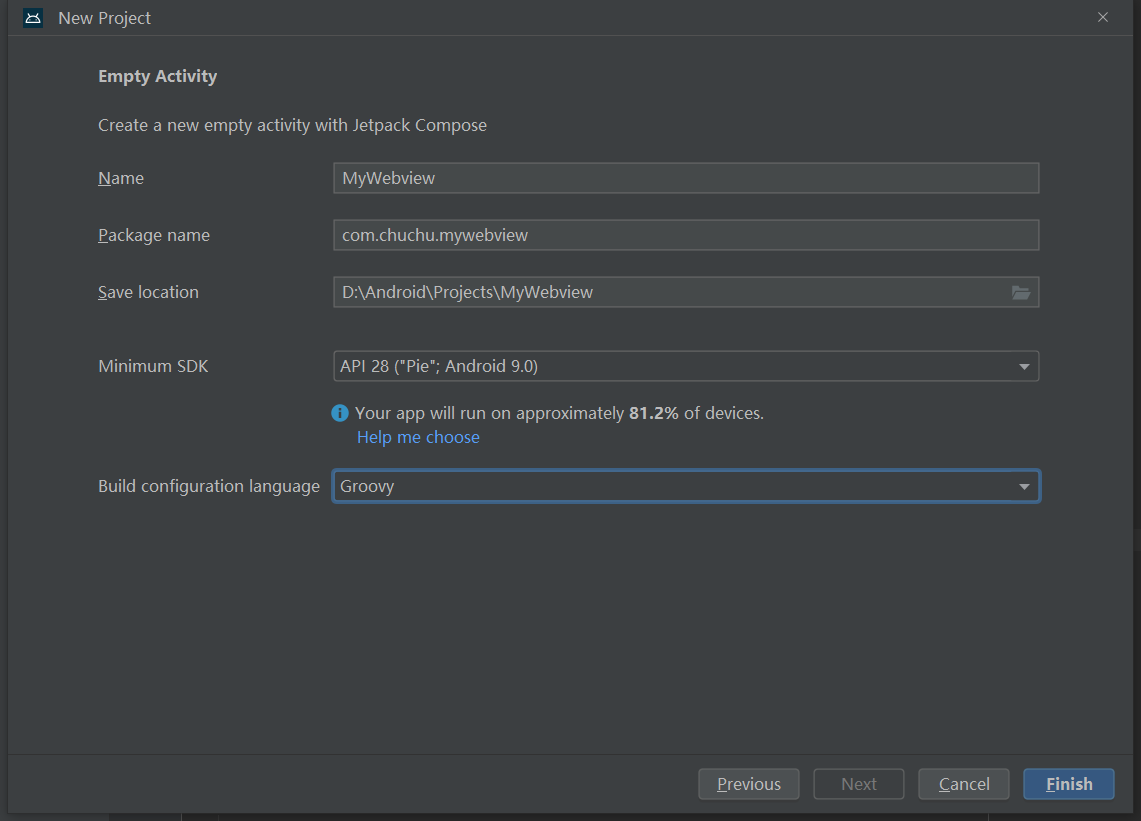 New Project
Empty Activity
Create a new empty activity with Jetpack Compose
Name MyWebview
Package name com.chuchu.mywebview
Save location D:\Android\Projects\MyWebview
Minimum SDK API 28 ("Pie"; Android 9.0)
Your app will run on approximately 81.2% of devices.
Help me choose
Build configuration language Groovy
Previous Next Cancel Finish